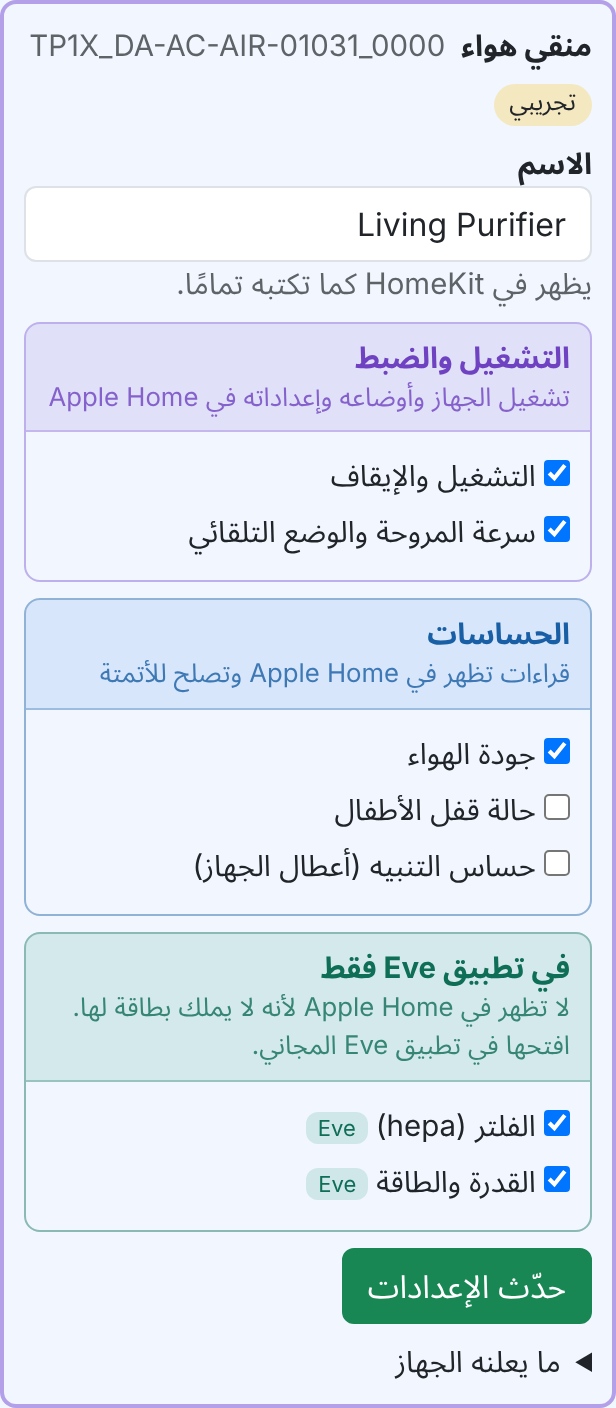 منقي هواء TP1X_DA-AC-AIR-01031_0000
تجريبي
الاسم
Living Purifier
يظهر في HomeKit كما تكتبه تمامًا.
التشغيل والضبط
تشغيل الجهاز وأوضاعه وإعداداته في Apple Home
التشغيل والإيقاف
سرعة المروحة والوضع التلقائي
الحساسات
قراءات تظهر في Apple Home وتصلح للأتمتة
جودة الهواء
حالة قفل الأطفال
حساس التنبيه (أعطال الجهاز)
في تطبيق Eve فقط
لا تظهر في Apple Home لأنه لا يملك بطاقة لها.
افتحها في تطبيق Eve المجاني.
الفلتر (hepa) Eve
القدرة والطاقة Eve
حدّث الإعدادات
ما يعلنه الجهاز